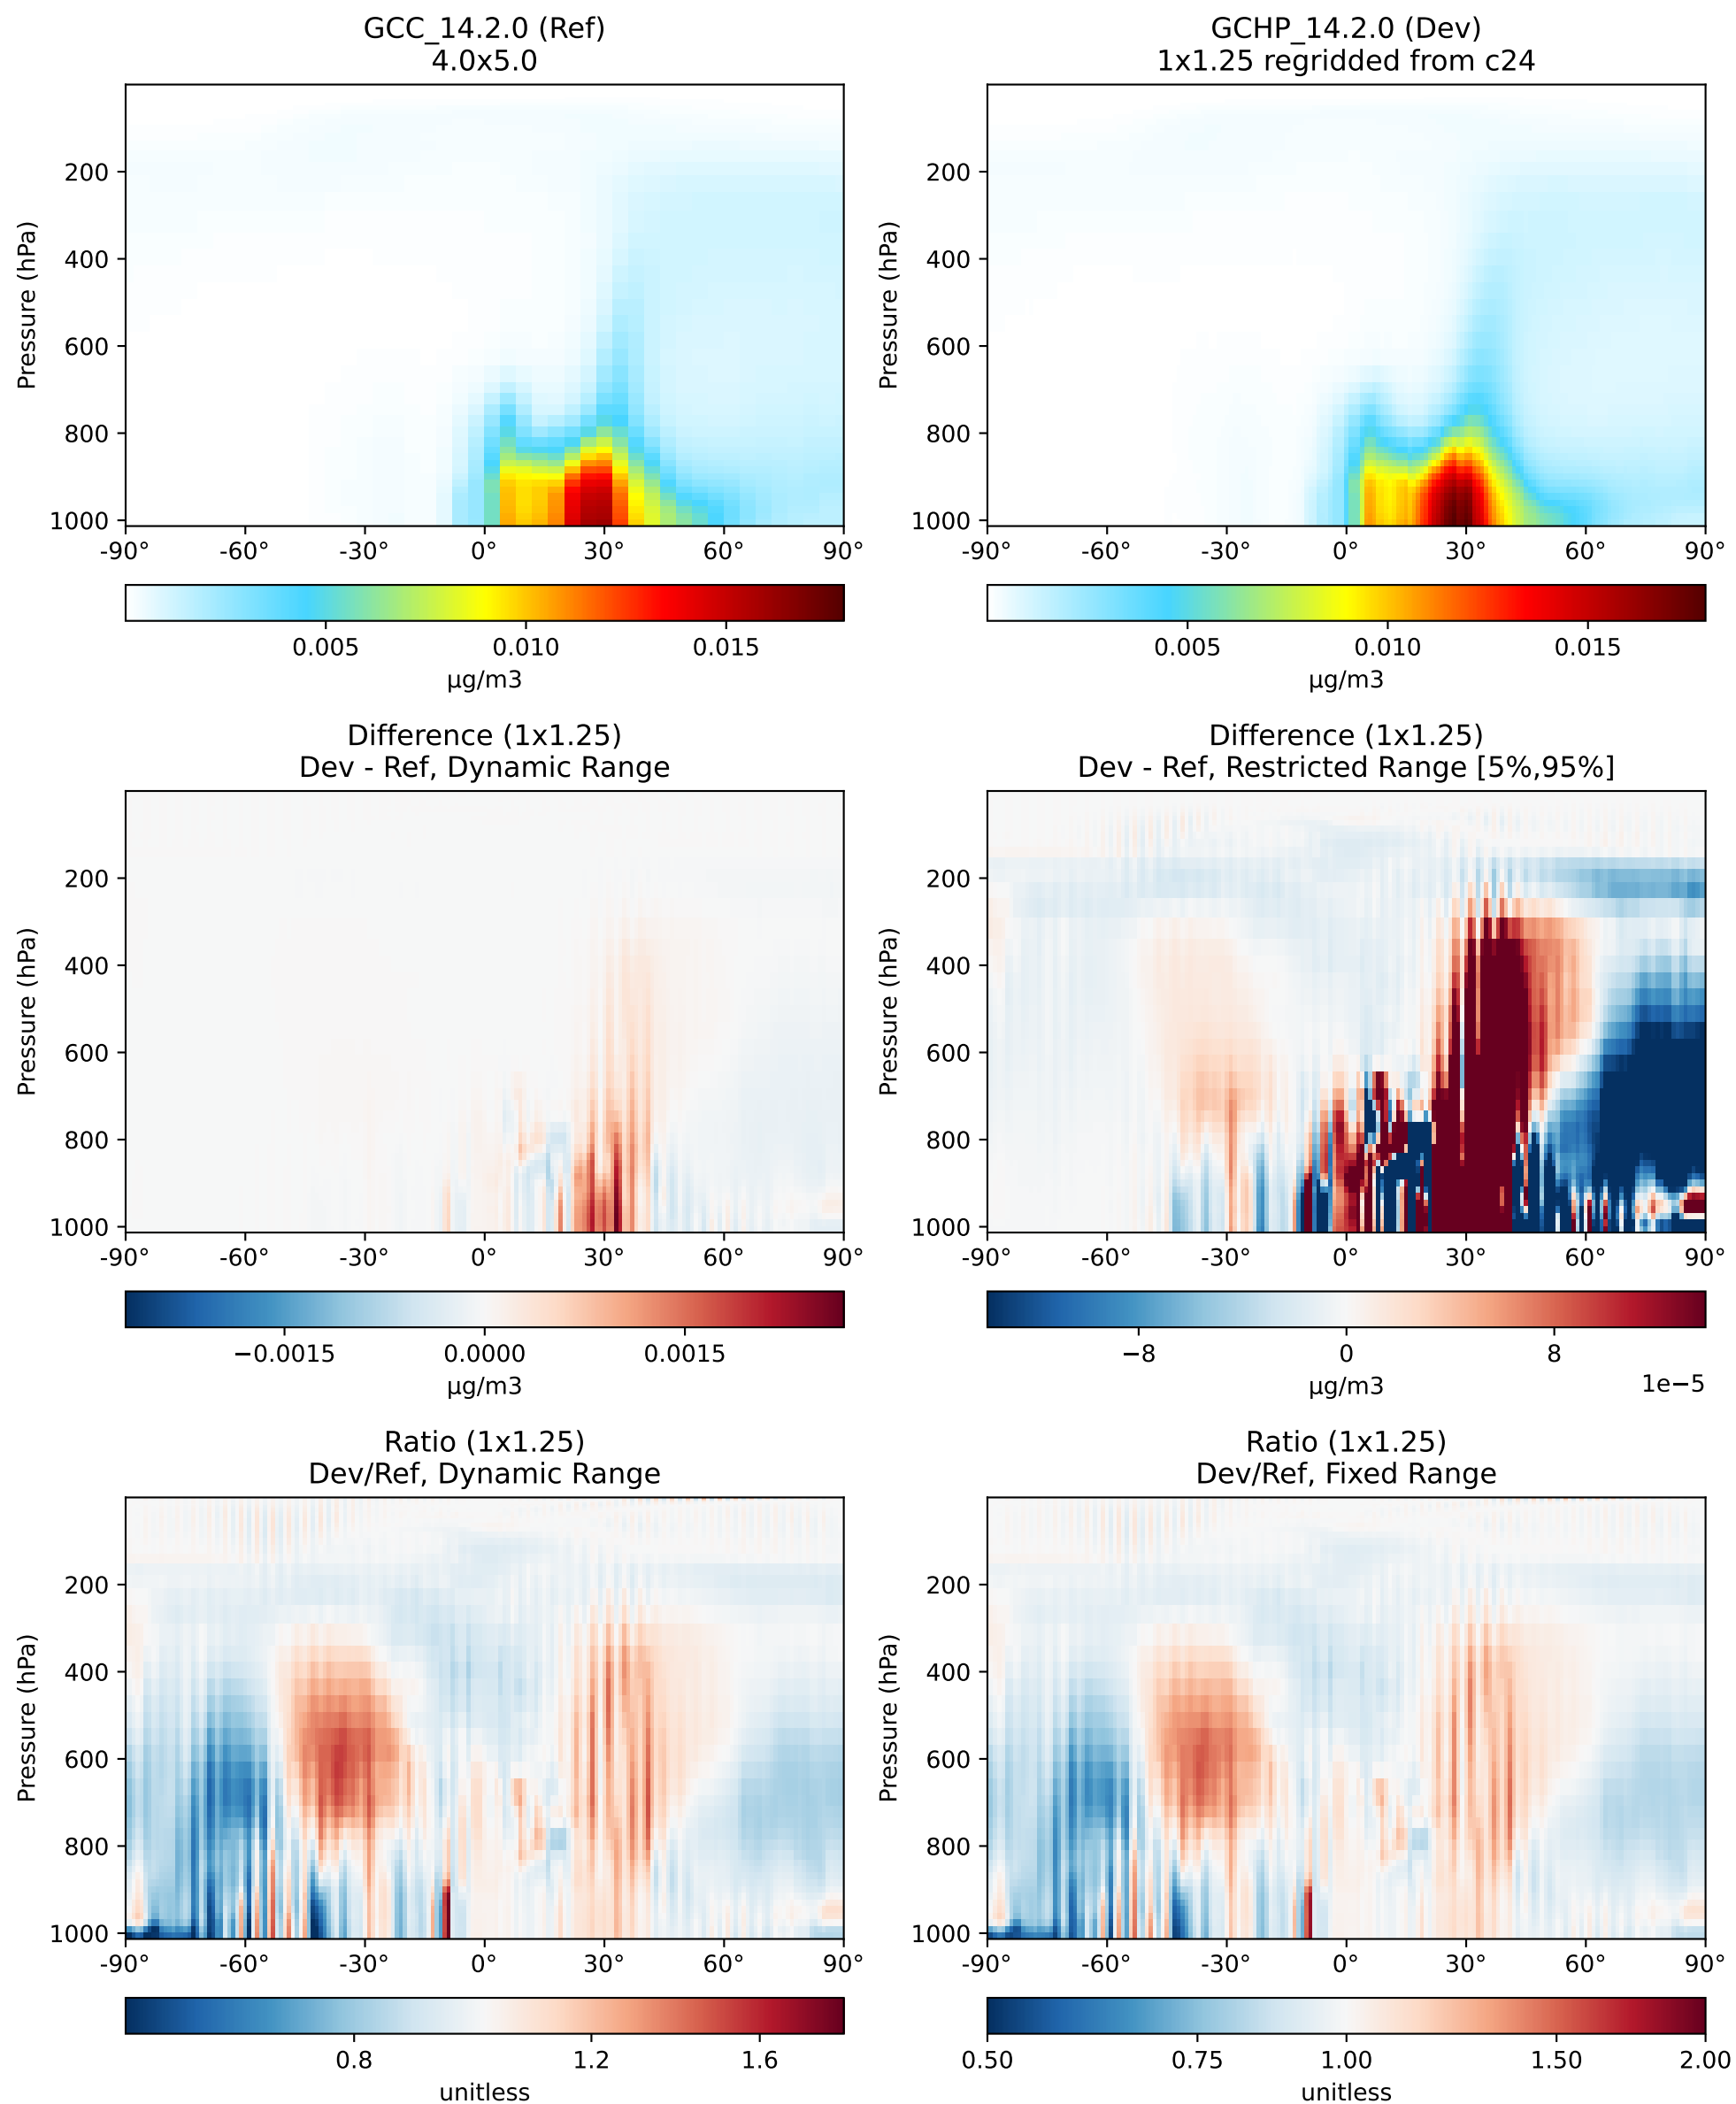 GCC_14.2.0 (Ref)
4.0x5.0
Pressure (hPa)
200
400
600
800
1000
-90° -60° -30° 0° 30° 60° 90°
0.005 0.010 0.015
µg/m3
GCHP_14.2.0 (Dev)
1x1.25 regridded from c24
Pressure (hPa)
200
400
600
800
1000
-90° -60° -30° 0° 30° 60° 90°
0.005 0.010 0.015
µg/m3
Difference (1x1.25)
Dev - Ref, Dynamic Range
Pressure (hPa)
200
400
600
800
1000
-90° -60° -30° 0° 30° 60° 90°
−0.0015 0.0000 0.0015
µg/m3
Difference (1x1.25)
Dev - Ref, Restricted Range [5%,95%]
Pressure (hPa)
200
400
600
800
1000
-90° -60° -30° 0° 30° 60° 90°
−8 0 8
µg/m3 1e−5
Ratio (1x1.25)
Dev/Ref, Dynamic Range
Pressure (hPa)
200
400
600
800
1000
-90° -60° -30° 0° 30° 60° 90°
0.8 1.2 1.6
unitless
Ratio (1x1.25)
Dev/Ref, Fixed Range
Pressure (hPa)
200
400
600
800
1000
-90° -60° -30° 0° 30° 60° 90°
0.50 0.75 1.00 1.50 2.00
unitless